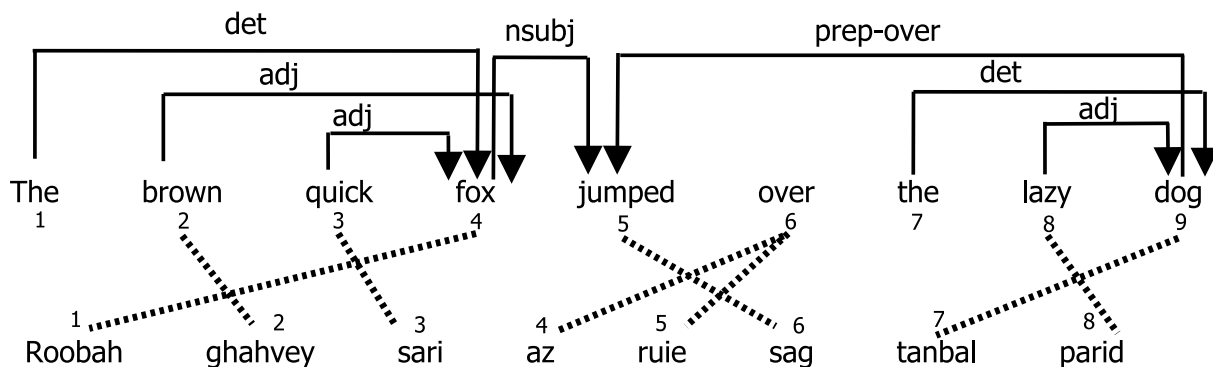 det nsubj prep-over
adj det
adj adj
The brown quick fox jumped over the lazy dog
1 2 3 4 5 6 7 8 9
1 2 3 4 5 6 7 8
Roobah ghahvey sari az ruie sag tanbal parid